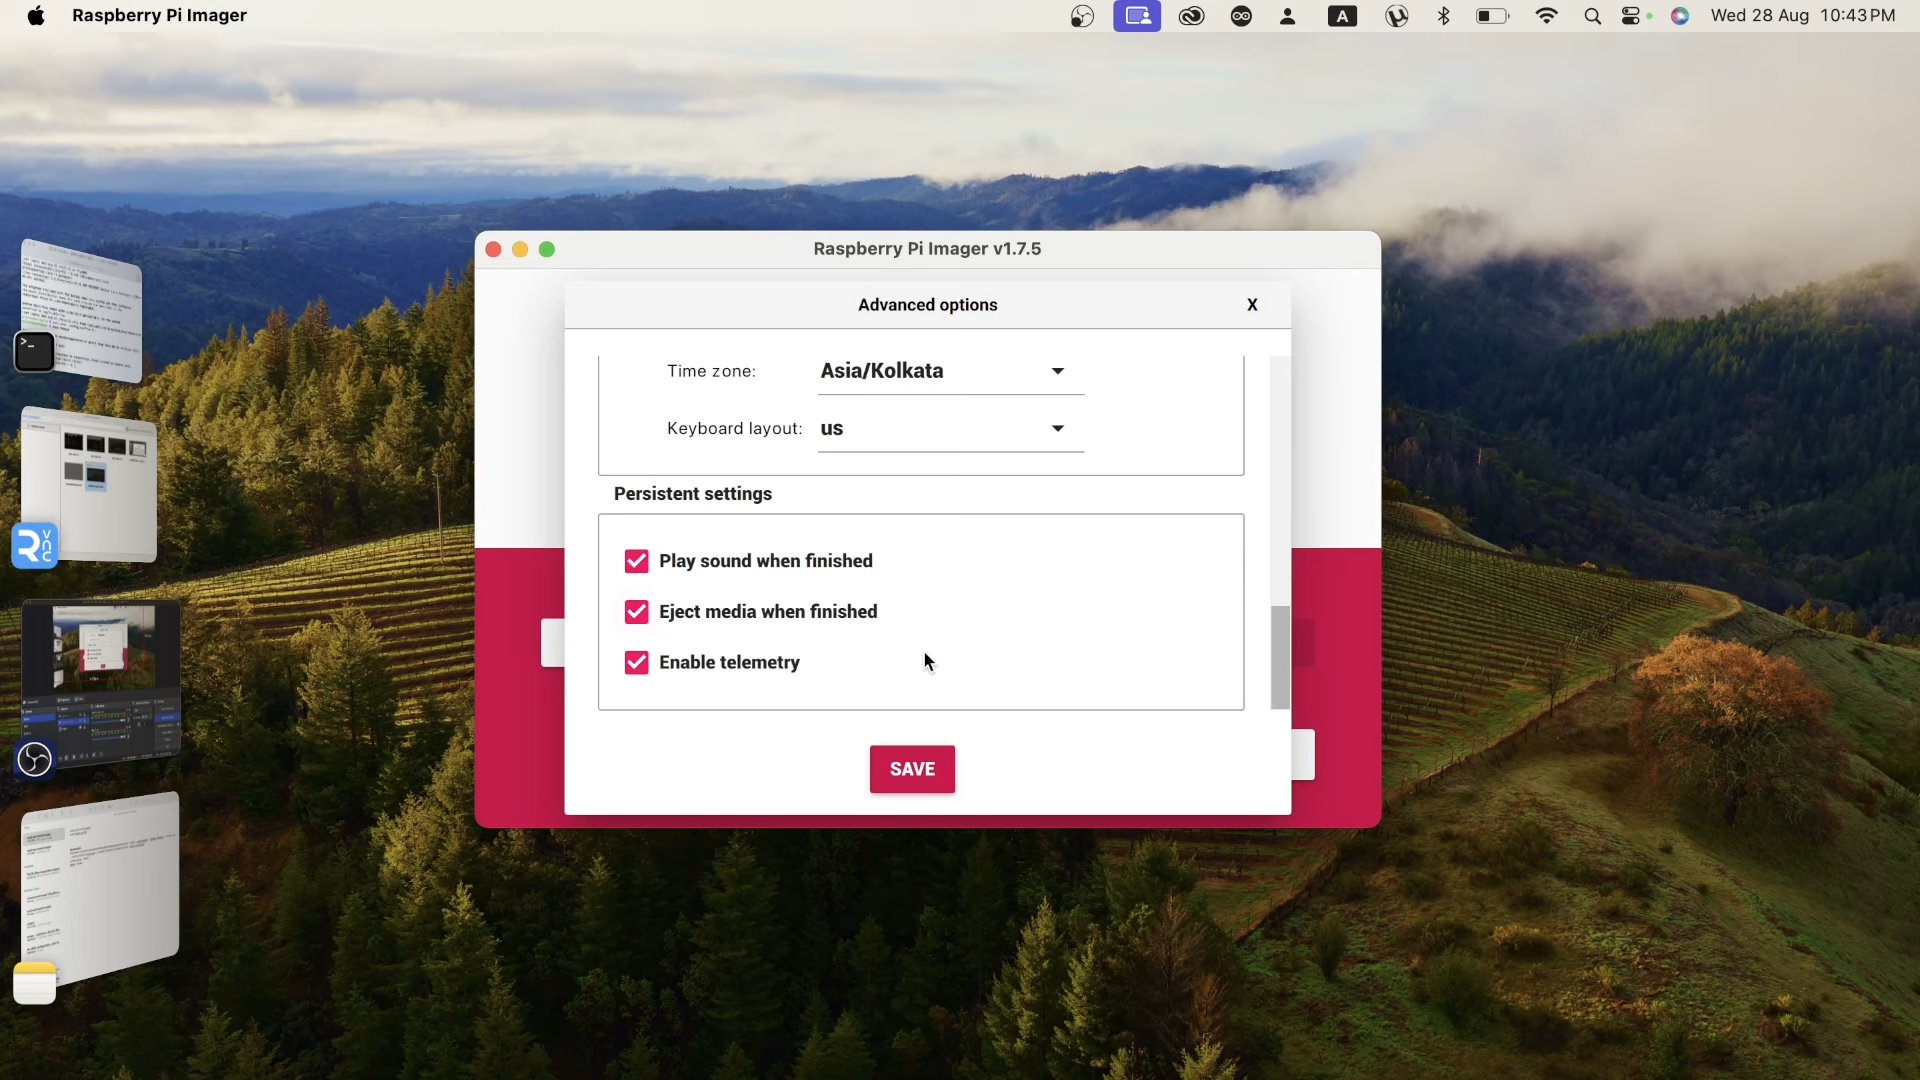 Raspberry Pi Imager
A
Wed 28 Aug 10:43 PM
Raspberry Pi Imager v1.7.5
Advanced options
X
Time zone: Asia/Kolkata
Keyboard layout: us
Persistent settings
Play sound when finished
Eject media when finished
Enable telemetry
SAVE